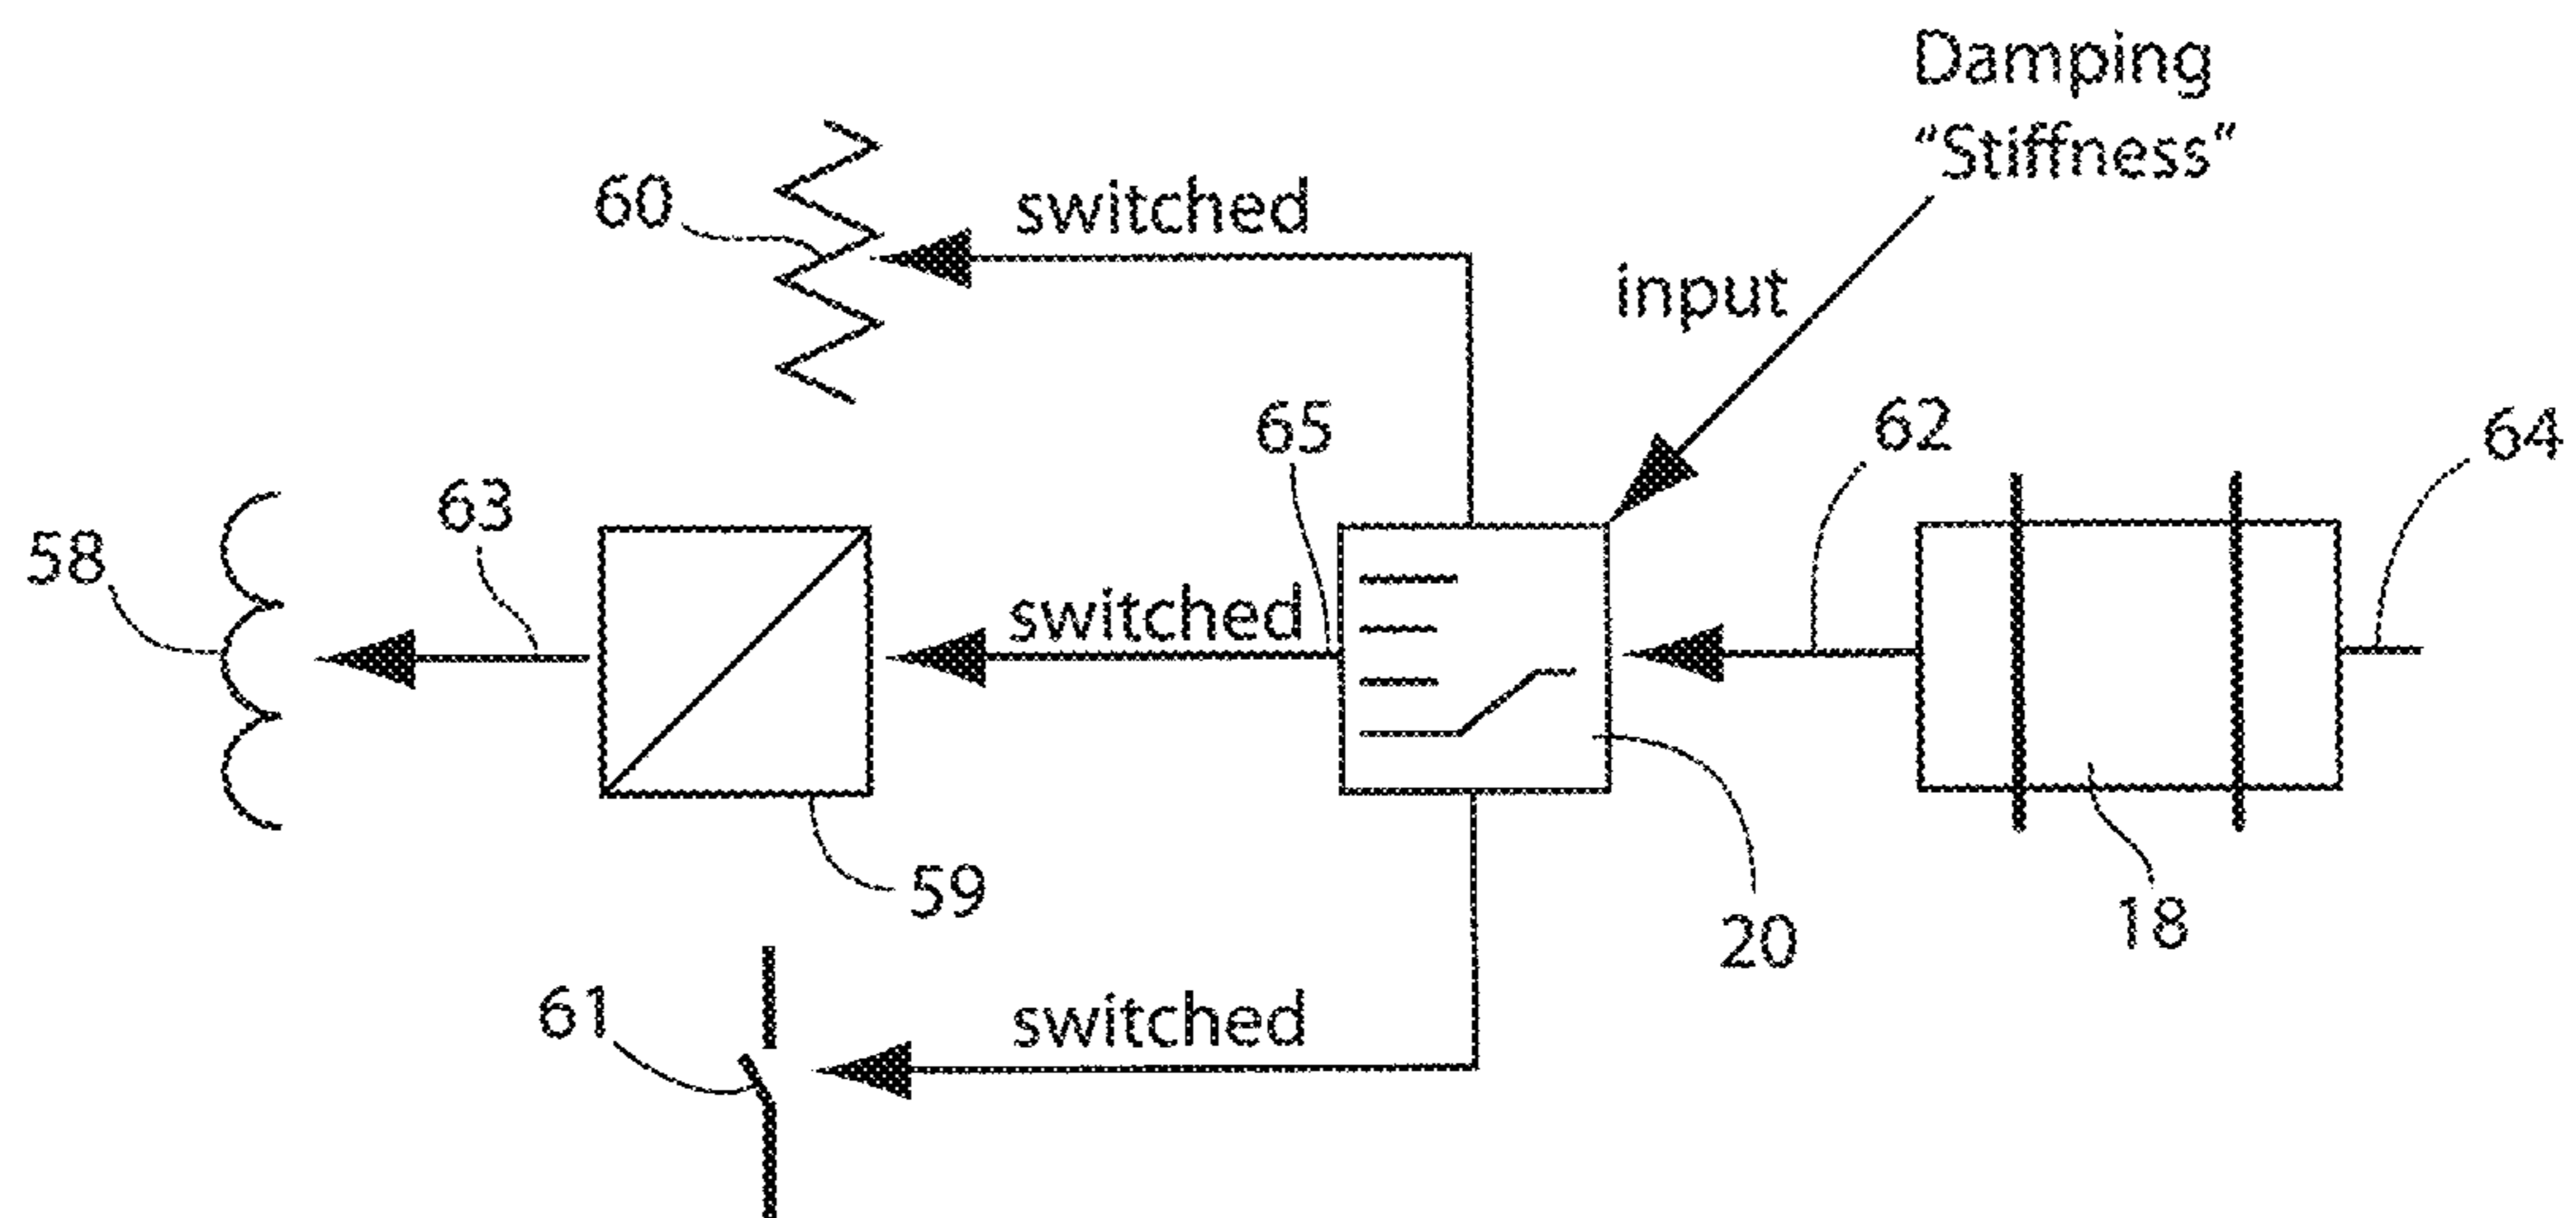 Damping
“Stiffness“
60
switched
input
65
62
64
63
58
switched
59
20
18
61
switched